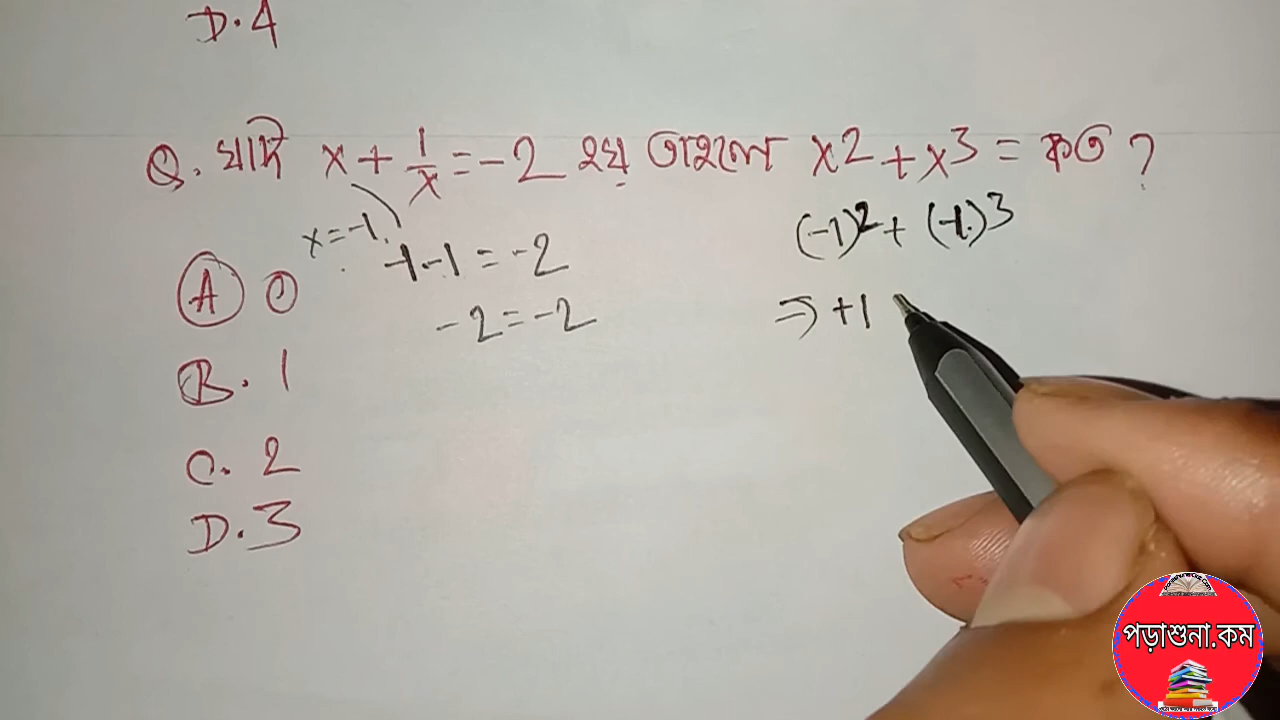 D. 4
Q. যদি x + 1/x = -2 হয় তাহলে x2 + x3 = কত ?
x = -1
(-1)2 + (-1)3
-1 -1 = -2
A 0
⇒ +1
-2 = -2
B. 1
C. 2
D. 3
পড়াশুনা.কম